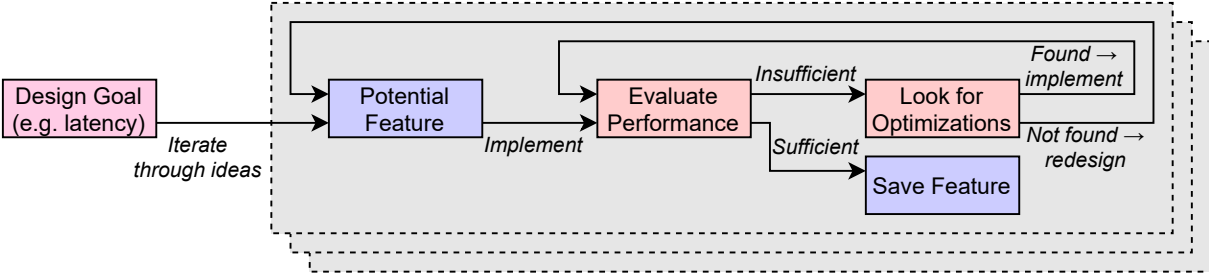 Design Goal
(e.g. latency)
Iterate
through ideas
Potential
Feature
Implement
Evaluate
Performance
Insufficient
Sufficient
Look for
Optimizations
Found →
implement
Not found →
redesign
Save Feature